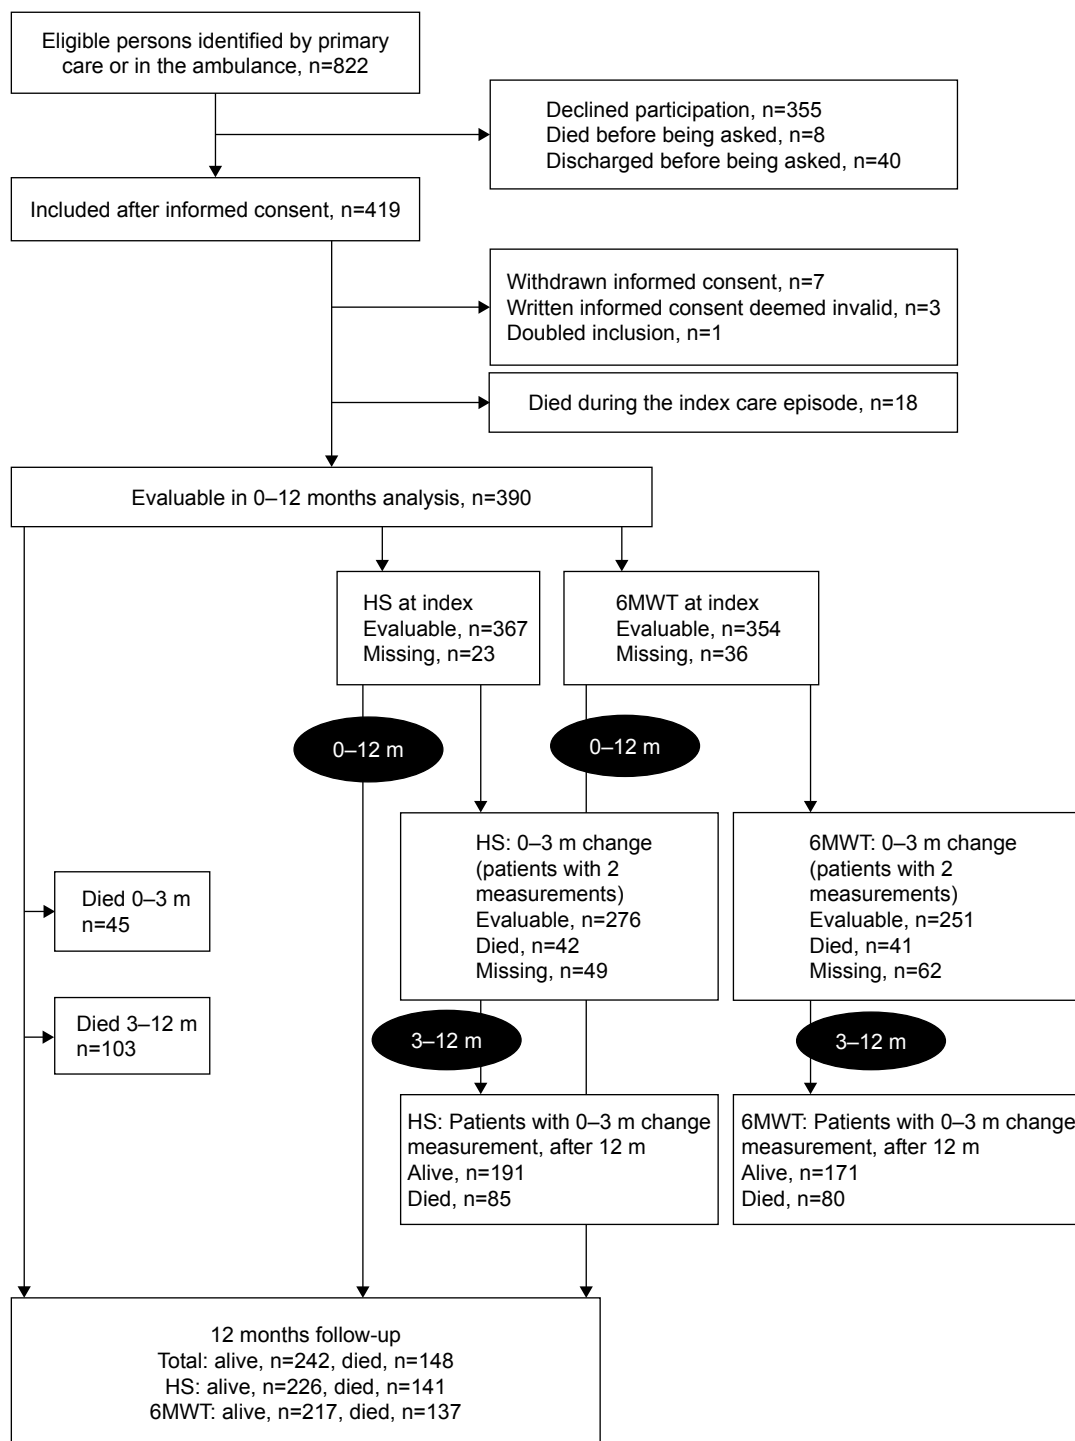 Eligible persons identified by primary
care or in the ambulance, n=822
Declined participation, n=355
Died before being asked, n=8
Discharged before being asked, n=40
Included after informed consent, n=419
Withdrawn informed consent, n=7
Written informed consent deemed invalid, n=3
Doubled inclusion, n=1
Died during the index care episode, n=18
Evaluable in 0–12 months analysis, n=390
HS at index
Evaluable, n=367
Missing, n=23
6MWT at index
Evaluable, n=354
Missing, n=36
0–12 m
0–12 m
HS: 0–3 m change
(patients with 2
measurements)
Evaluable, n=276
Died, n=42
Missing, n=49
6MWT: 0–3 m change
(patients with 2
measurements)
Evaluable, n=251
Died, n=41
Missing, n=62
Died 0–3 m
n=45
Died 3–12 m
n=103
3–12 m
3–12 m
HS: Patients with 0–3 m change
measurement, after 12 m
Alive, n=191
Died, n=85
6MWT: Patients with 0–3 m change
measurement, after 12 m
Alive, n=171
Died, n=80
12 months follow-up
Total: alive, n=242, died, n=148
HS: alive, n=226, died, n=141
6MWT: alive, n=217, died, n=137